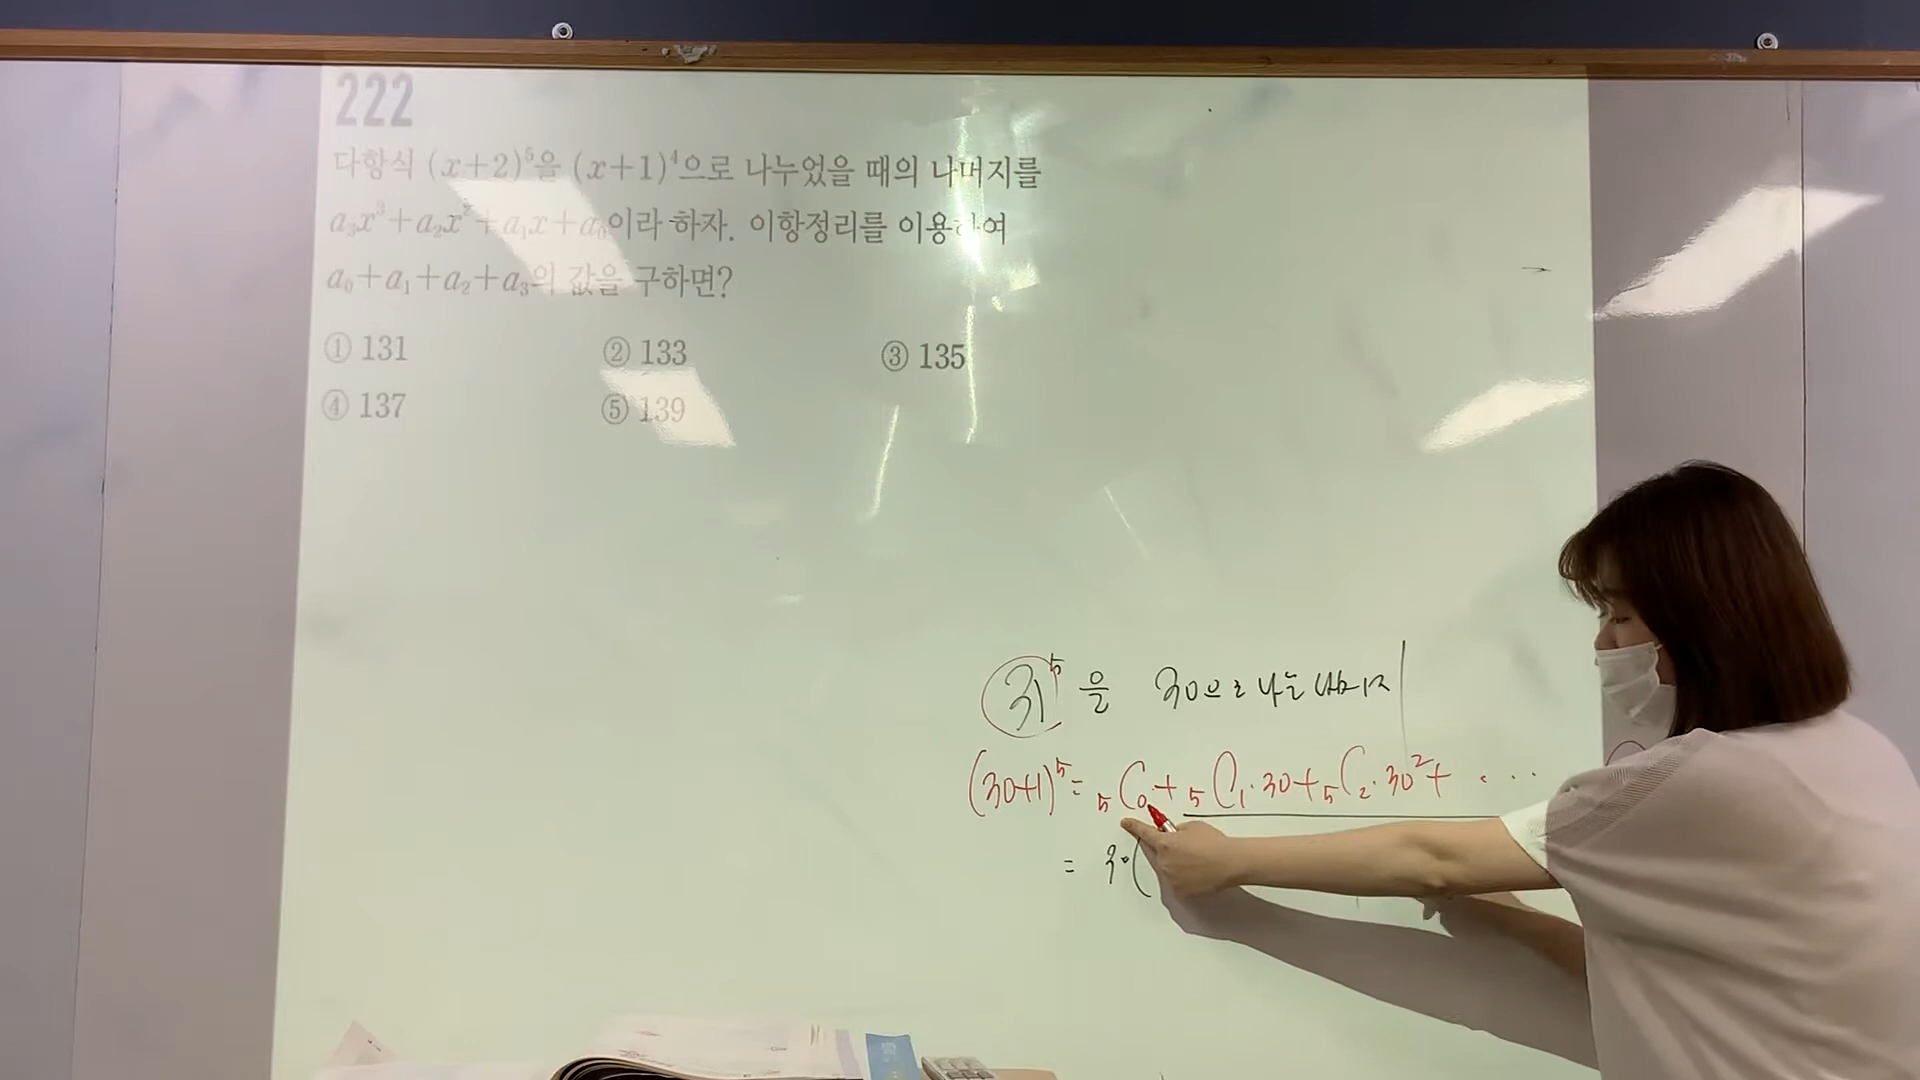 222
다항식 (x+2)⁵을 (x+1)⁴으로 나누었을 때의 나머지를
a₃x³+a₂x²+a₁x+a₀이라 하자. 이항정리를 이용하여
a₀+a₁+a₂+a₃의 값을 구하면?
① 131 ② 133 ③ 135
④ 137 ⑤ 139
31⁵을 30으로 나눈 나머지
(30+1)⁵= ₅C₀+ ₅C₁·30+₅C₂·30²+ ····
= 30(